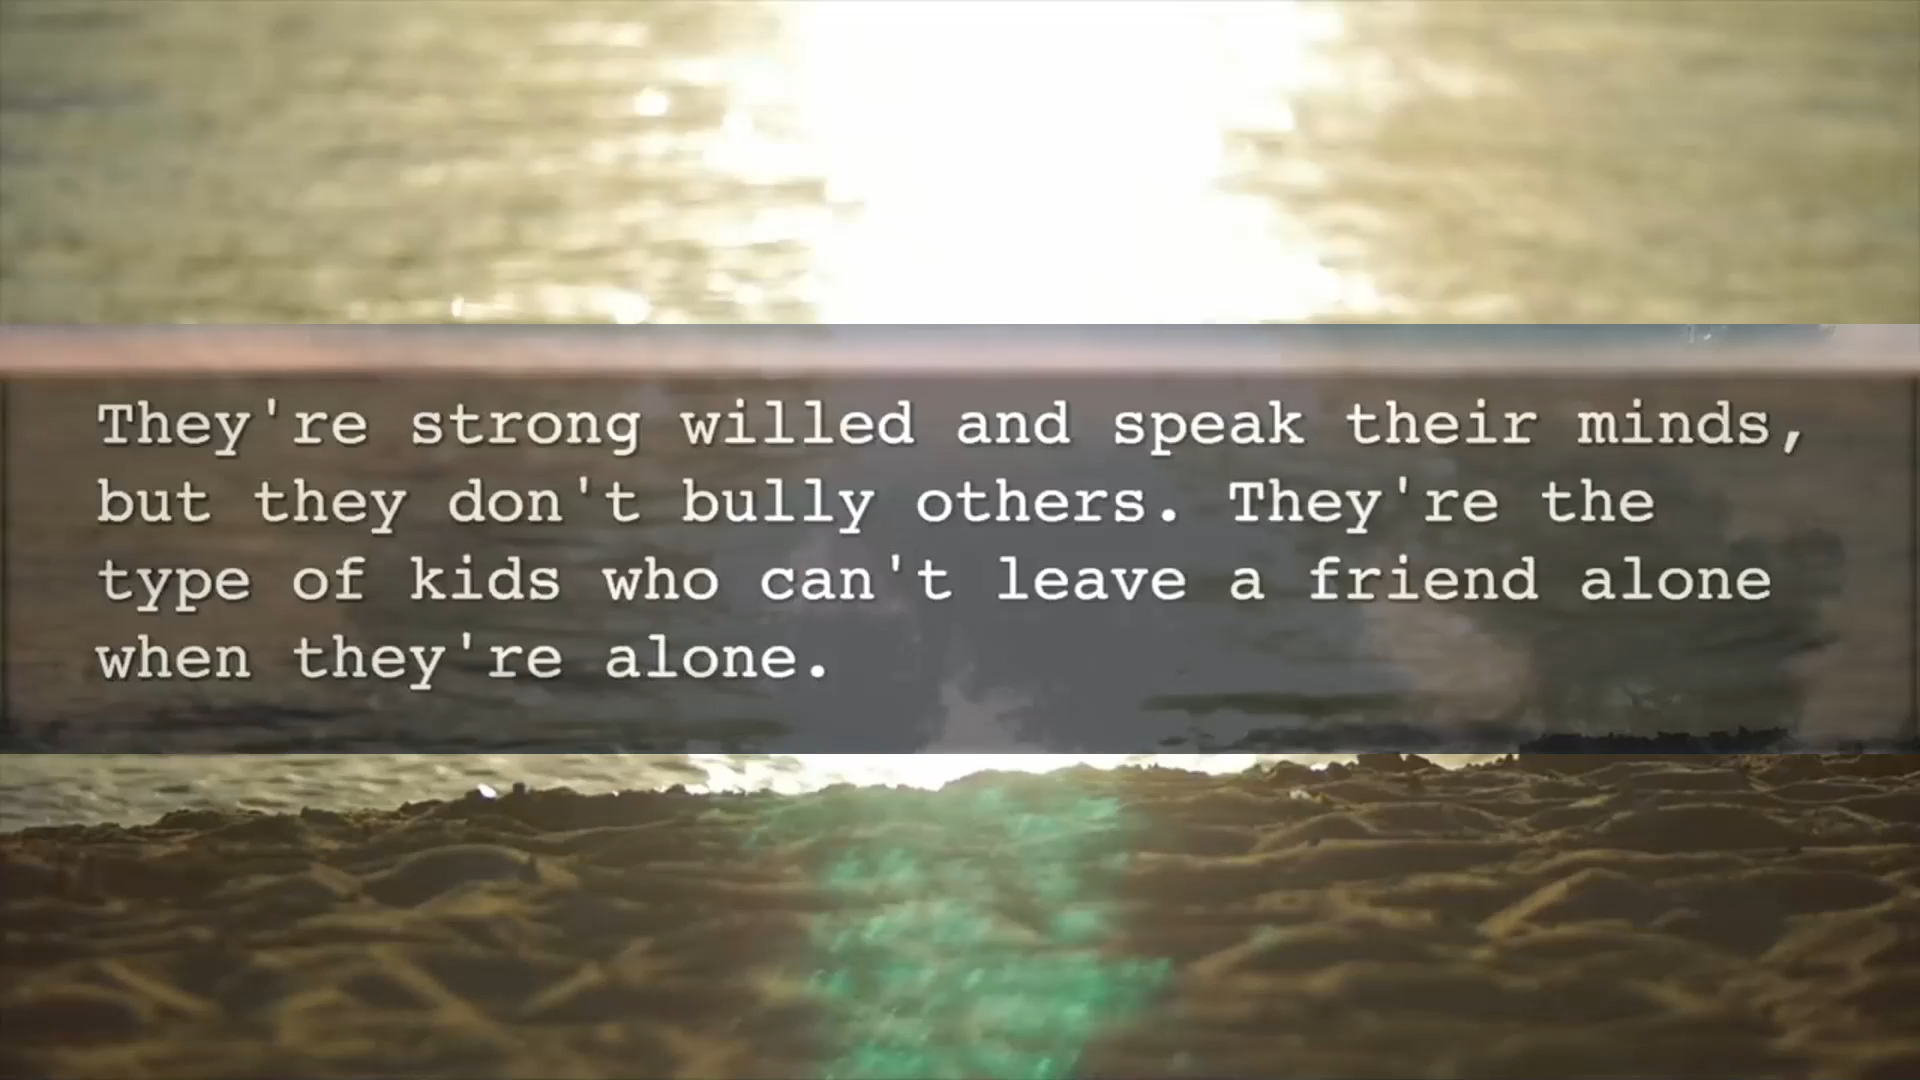 They're strong willed and speak their minds,
but they don't bully others. They're the
type of kids who can't leave a friend alone
when they're alone.